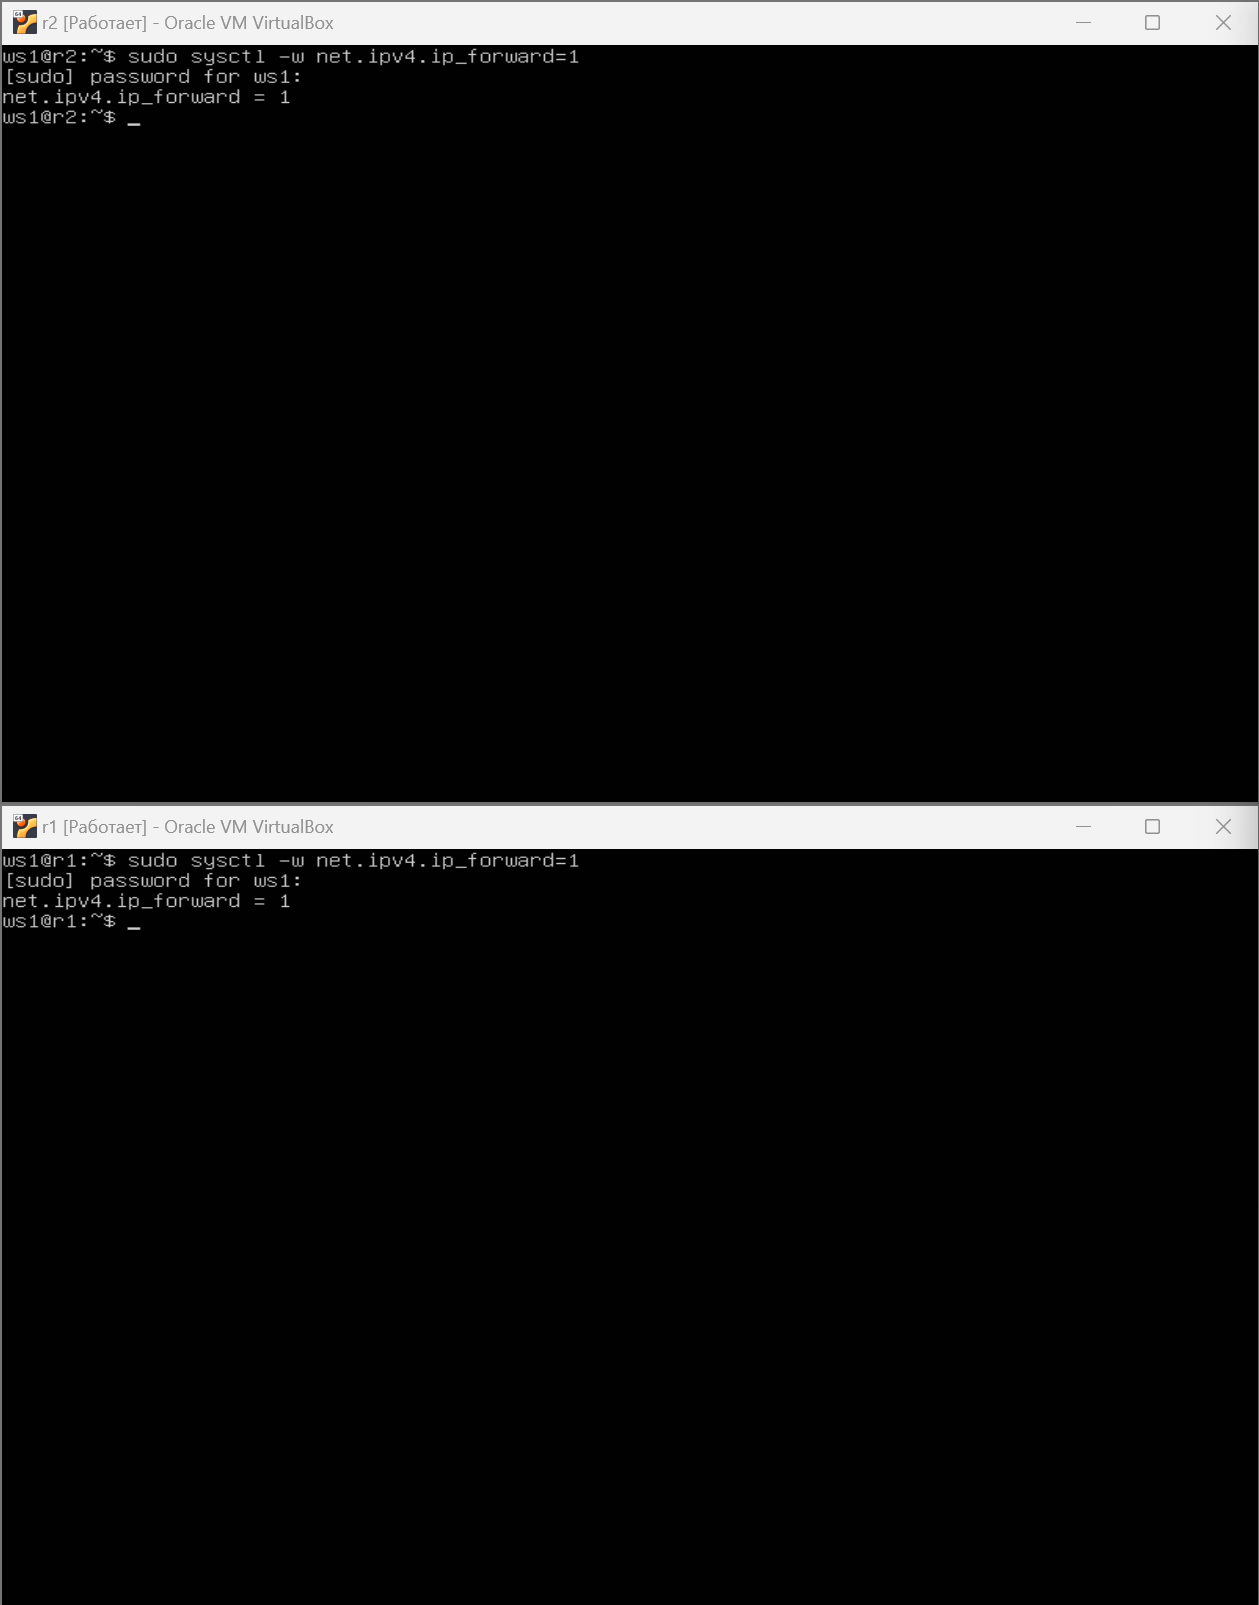 r2 [Работает] - Oracle VM VirtualBox
ws1@r2:~$ sudo sysctl -w net.ipv4.ip_forward=1
[sudo] password for ws1:
net.ipv4.ip_forward = 1
ws1@r2:~$ _
r1 [Работает] - Oracle VM VirtualBox
ws1@r1:~$ sudo sysctl -w net.ipv4.ip_forward=1
[sudo] password for ws1:
net.ipv4.ip_forward = 1
ws1@r1:~$ _